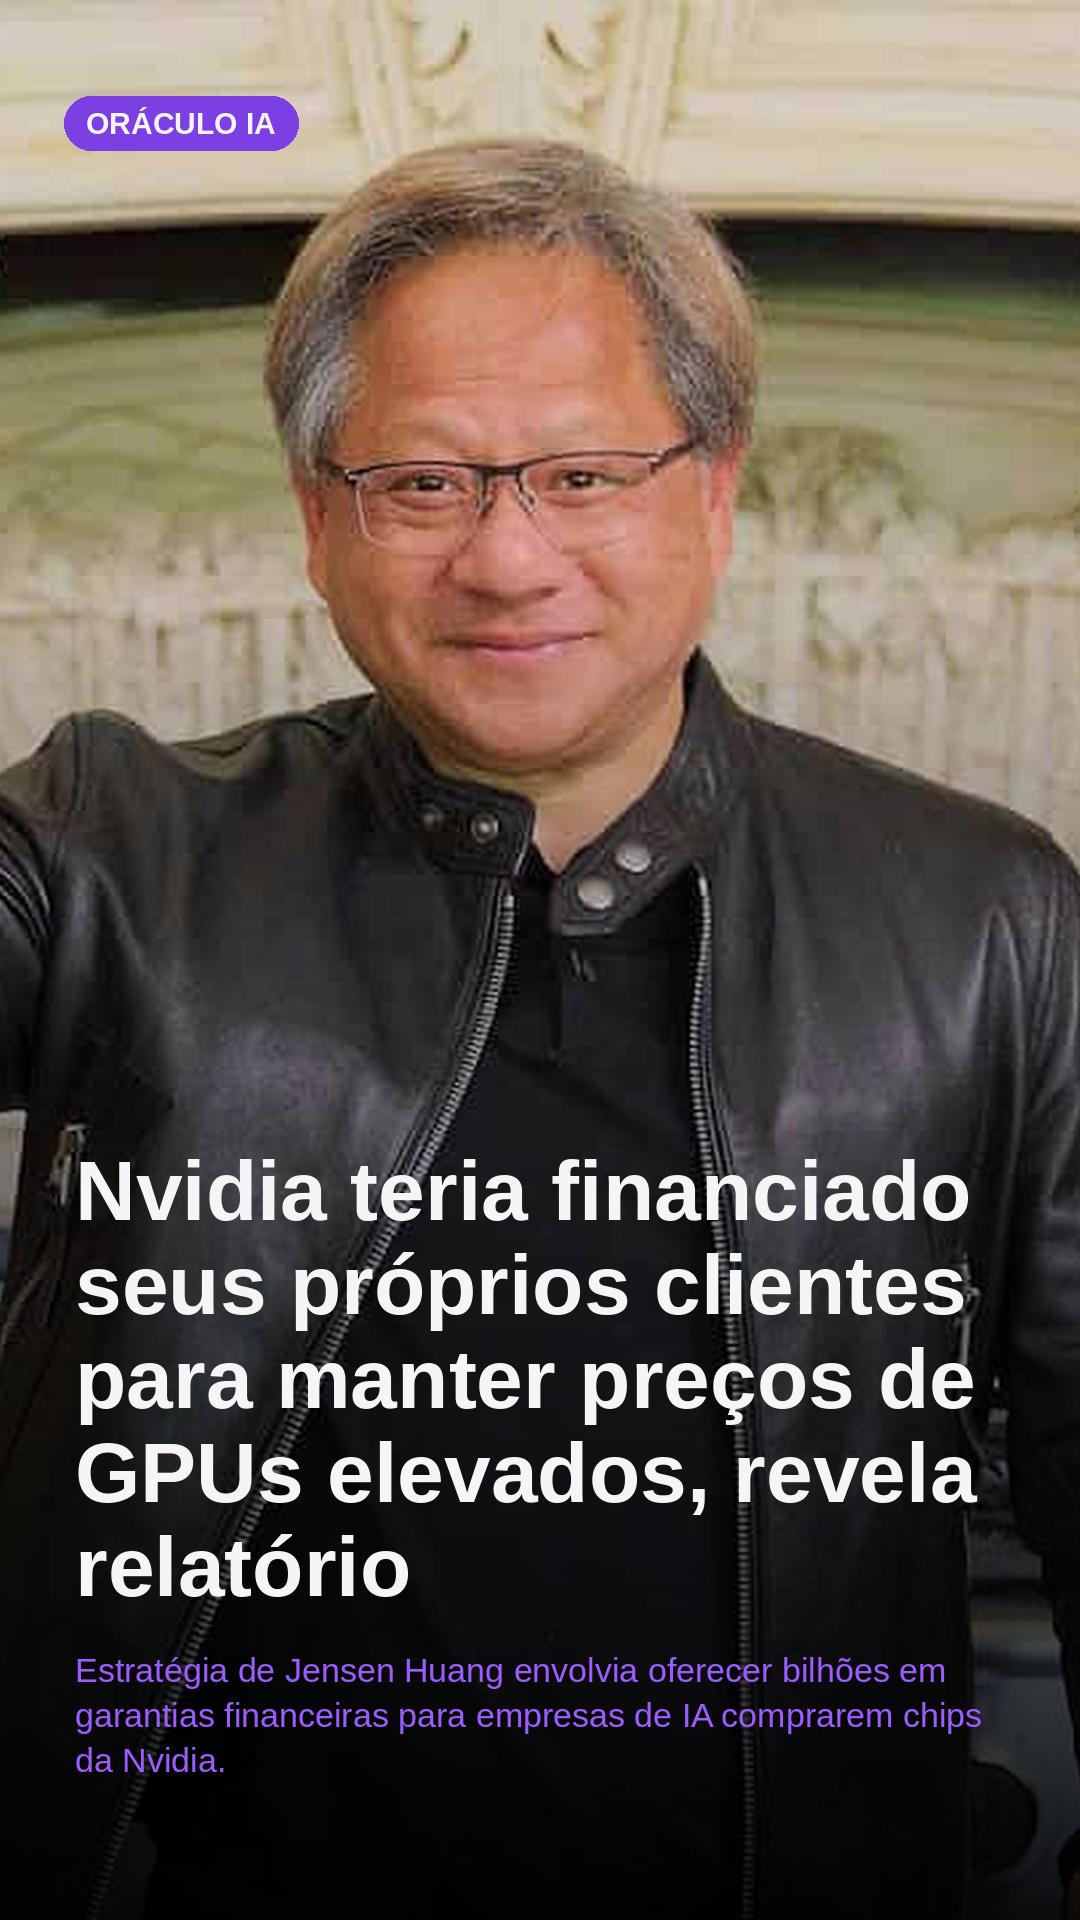 ORÁCULO IA
Nvidia teria financiado
seus próprios clientes
para manter preços de
GPUs elevados, revela
relatório
Estratégia de Jensen Huang envolvia oferecer bilhões em
garantias financeiras para empresas de IA comprarem chips
da Nvidia.